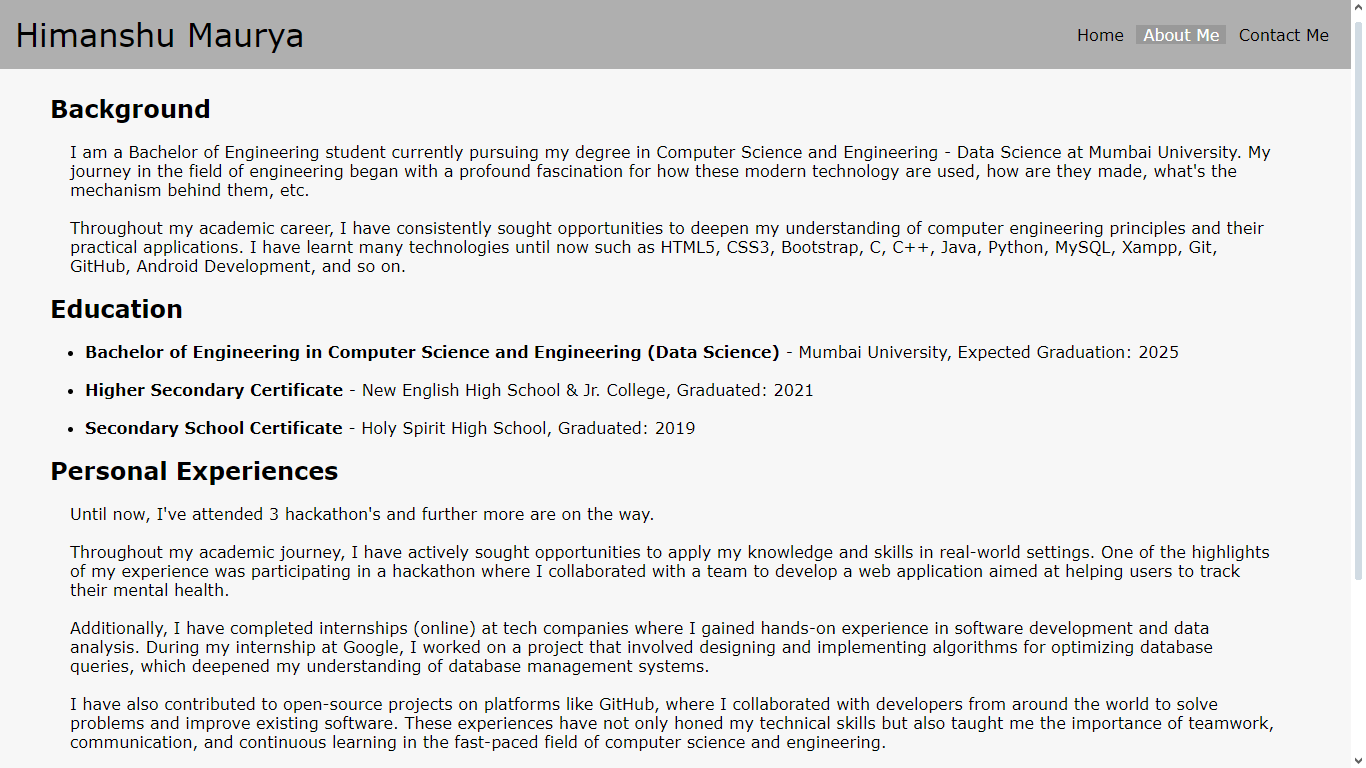 Himanshu Maurya
Home About Me Contact Me
Background
I am a Bachelor of Engineering student currently pursuing my degree in Computer Science and Engineering - Data Science at Mumbai University. My
journey in the field of engineering began with a profound fascination for how these modern technology are used, how are they made, what's the
mechanism behind them, etc.
Throughout my academic career, I have consistently sought opportunities to deepen my understanding of computer engineering principles and their
practical applications. I have learnt many technologies until now such as HTML5, CSS3, Bootstrap, C, C++, Java, Python, MySQL, Xampp, Git,
GitHub, Android Development, and so on.
Education
• Bachelor of Engineering in Computer Science and Engineering (Data Science) - Mumbai University, Expected Graduation: 2025
• Higher Secondary Certificate - New English High School & Jr. College, Graduated: 2021
• Secondary School Certificate - Holy Spirit High School, Graduated: 2019
Personal Experiences
Until now, I've attended 3 hackathon's and further more are on the way.
Throughout my academic journey, I have actively sought opportunities to apply my knowledge and skills in real-world settings. One of the highlights
of my experience was participating in a hackathon where I collaborated with a team to develop a web application aimed at helping users to track
their mental health.
Additionally, I have completed internships (online) at tech companies where I gained hands-on experience in software development and data
analysis. During my internship at Google, I worked on a project that involved designing and implementing algorithms for optimizing database
queries, which deepened my understanding of database management systems.
I have also contributed to open-source projects on platforms like GitHub, where I collaborated with developers from around the world to solve
problems and improve existing software. These experiences have not only honed my technical skills but also taught me the importance of teamwork,
communication, and continuous learning in the fast-paced field of computer science and engineering.